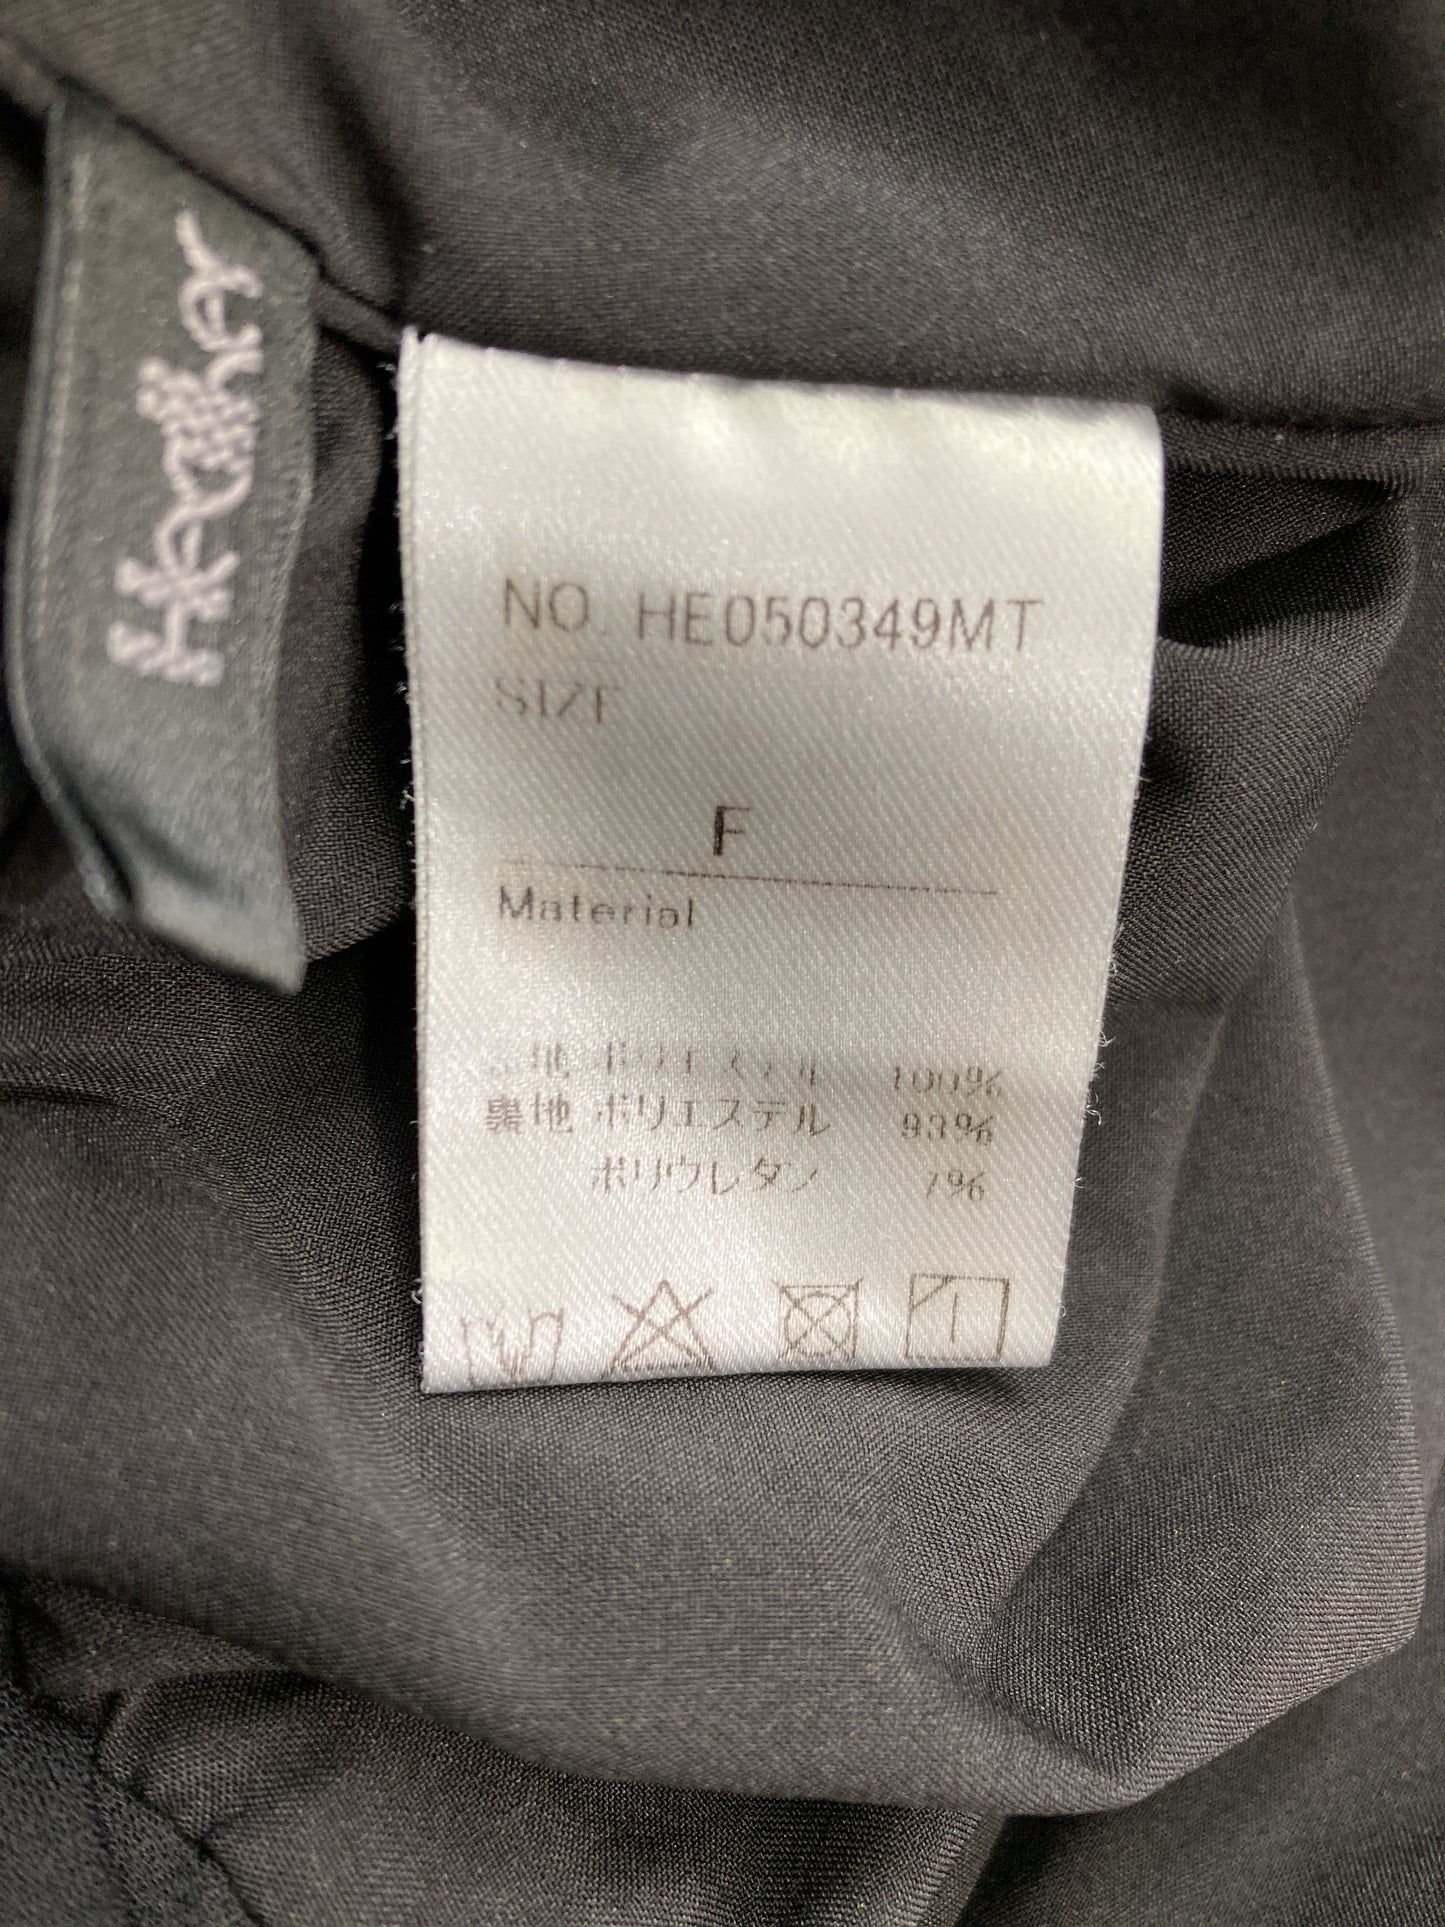 Heather
NO. HE050349MT
SIZE
F
Material
表地 ポリエステル 100%
裏地 ポリエステル 93%
ポリウレタン 7%